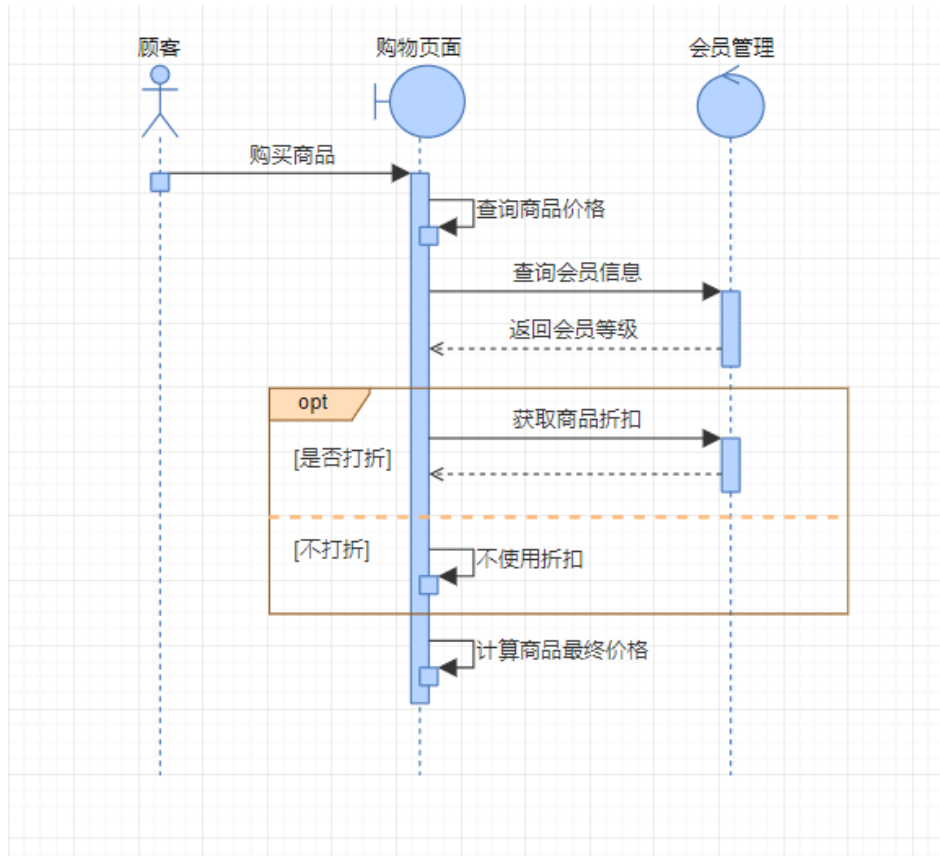 顾客
购物页面
会员管理
购买商品
查询商品价格
查询会员信息
返回会员等级
opt
获取商品折扣
[是否打折]
[不打折]
不使用折扣
计算商品最终价格